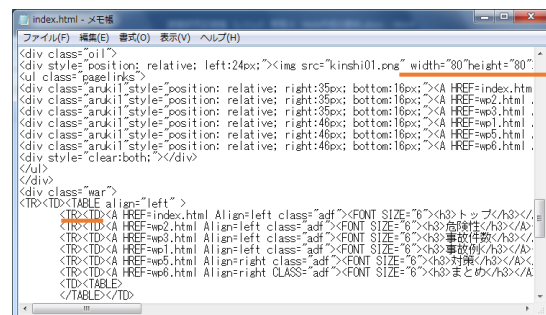 index.html - メモ帳
ファイル(F) 編集(E) 書式(O) 表示(V) ヘルプ(H)
<div class="oil">
<div style="position: relative; left:24px;"><img src="kinshi01.png" width="80"height="80"
<ul class="pagelinks">
<div class="aruki1"style="position: relative; right:35px; bottom:16px;"><A HREF=index.htm
<div class="aruki1"style="position: relative; right:35px; bottom:16px;"><A HREF=wp2.html
<div class="aruki1"style="position: relative; right:35px; bottom:16px;"><A HREF=wp3.html
<div class="aruki1"style="position: relative; right:46px; bottom:16px;"><A HREF=wp1.html
<div class="aruki1"style="position: relative; right:46px; bottom:16px;"><A HREF=wp5.html
<div class="aruki1"style="position: relative; right:46px; bottom:16px;"><A HREF=wp6.html
<div style="clear:both;"></div>
</ul>
</div>
<div class="war">
<TR><TD><TABLE align="left" >
<TR><TD><A HREF=index.html Align=left class="adf"><FONT SIZE="6"><h3>トップ</h3></
<TR><TD><A HREF=wp2.html Align=left class="adf"><FONT SIZE="6"><h3>危険性</h3></A>
<TR><TD><A HREF=wp3.html Align=left class="adf"><FONT SIZE="6"><h3>事故件数</h3></
<TR><TD><A HREF=wp1.html Align=left class="adf"><FONT SIZE="6"><h3>事故例</h3></A>
<TR><TD><A HREF=wp5.html Align=right class="adf"><FONT SIZE="6"><h3>対策</h3></A>
<TR><TD><A HREF=wp6.html Align=right CLASS="adf"><FONT SIZE="6"><h3>まとめ</h3></A
<TD><TABLE>
</TABLE></TD>